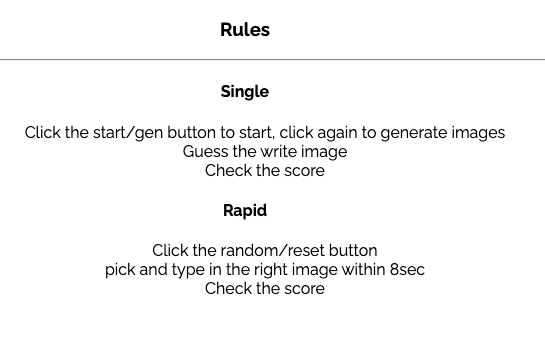 Rules
Single
Click the start/gen button to start, click again to generate images
Guess the write image
Check the score
Rapid
Click the random/reset button
pick and type in the right image within 8sec
Check the score